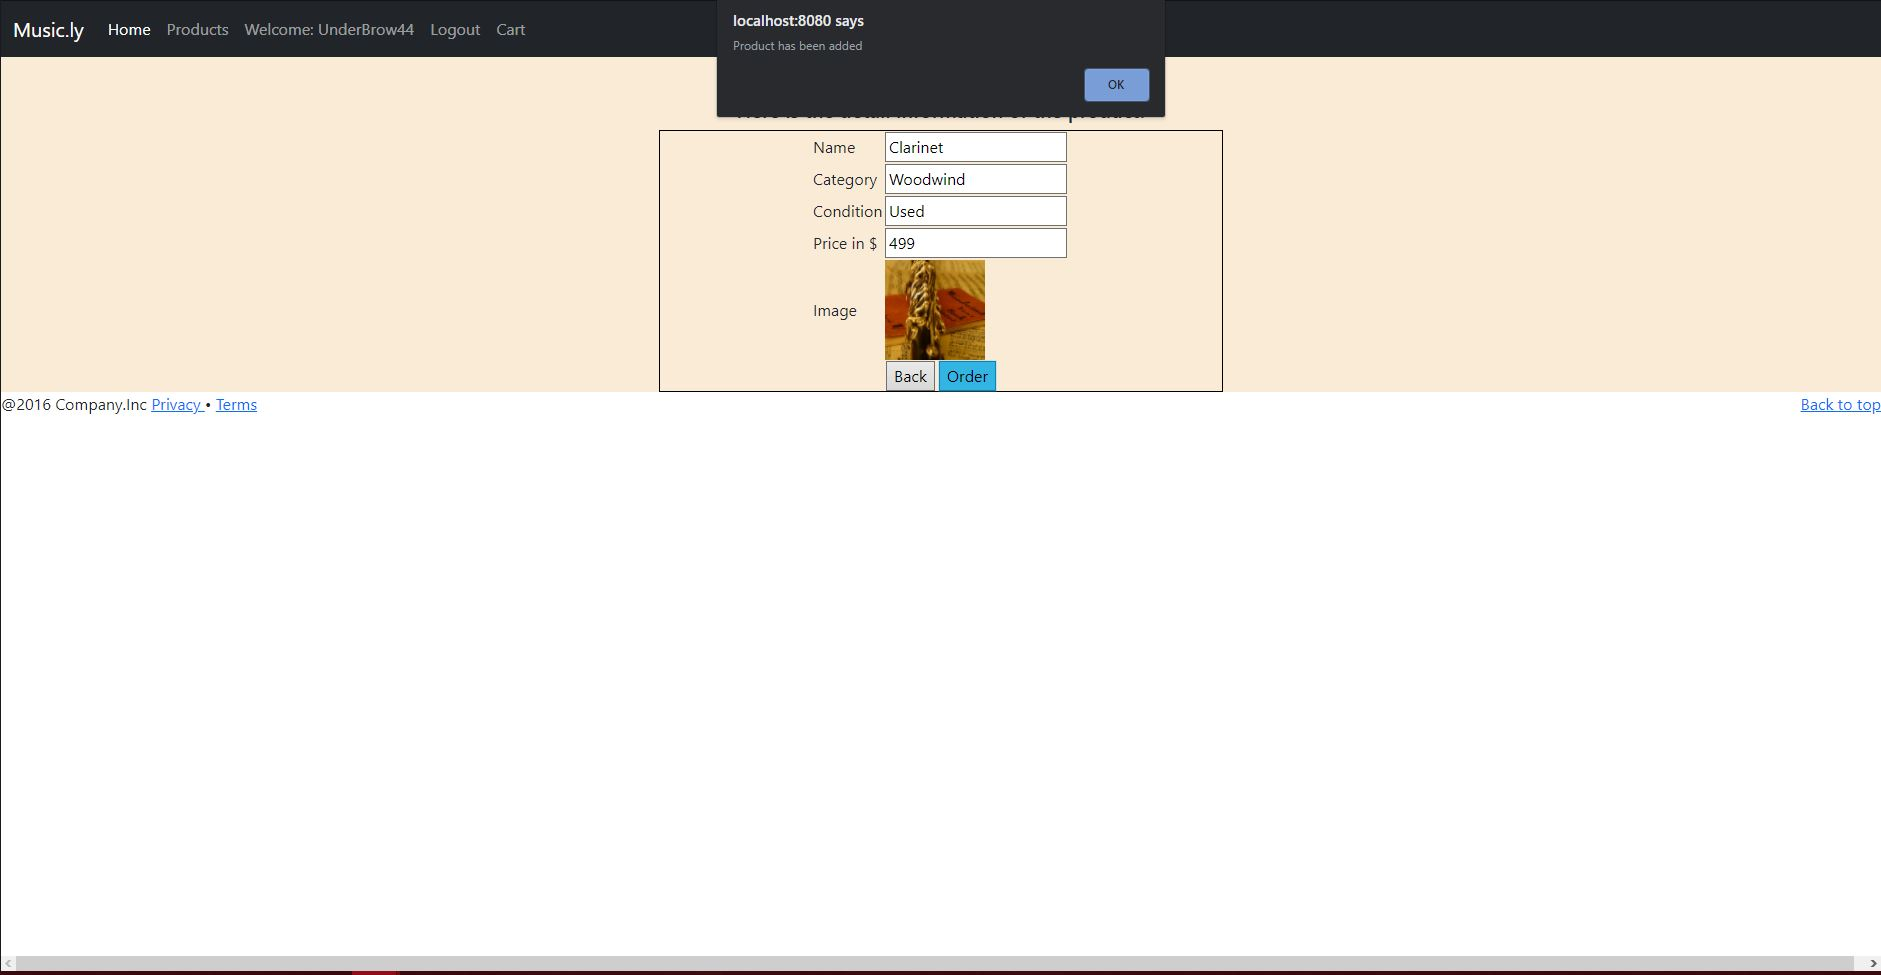 Music.ly Home Products Welcome: UnderBrow44 Logout Cart
localhost:8080 says
Product has been added
OK
Name Clarinet
Category Woodwind
Condition Used
Price in $ 499
Image
Back Order
@2016 Company.Inc Privacy • Terms Back to top